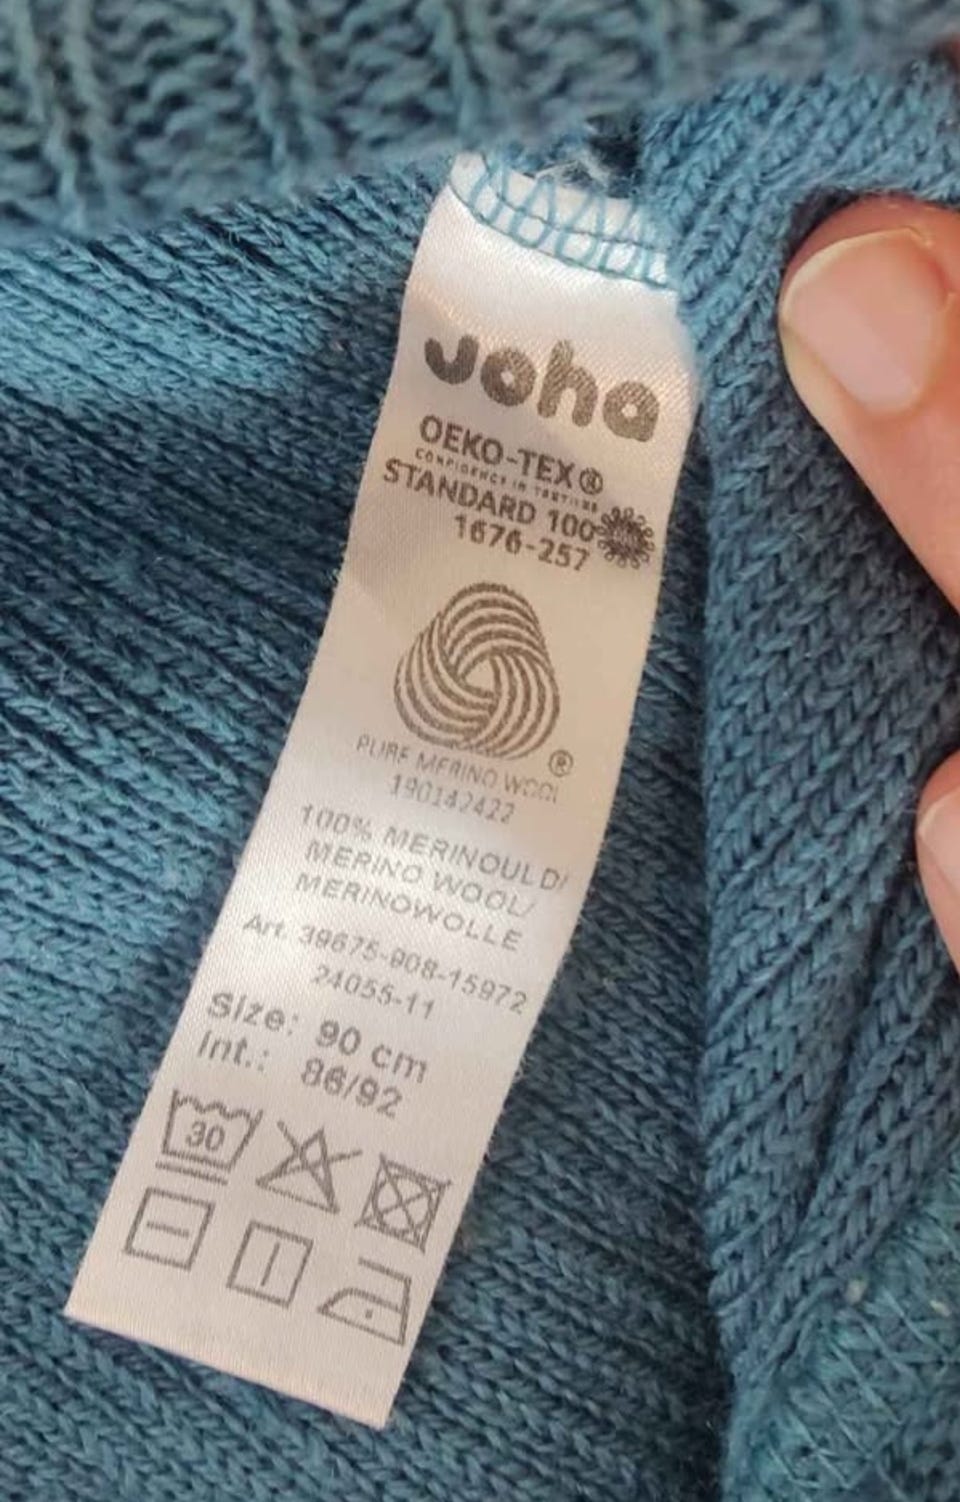 Joha
OEKO-TEX®
CONFIDENCE IN TEXTILES
STANDARD 100
1676-257
PURE MERINO WOOL ®
190142422
100% MERINOULD/
MERINO WOOL/
MERINOWOLLE
Art. 39675-908-15972
24055-11
Size: 90 cm
Int.: 86/92
30